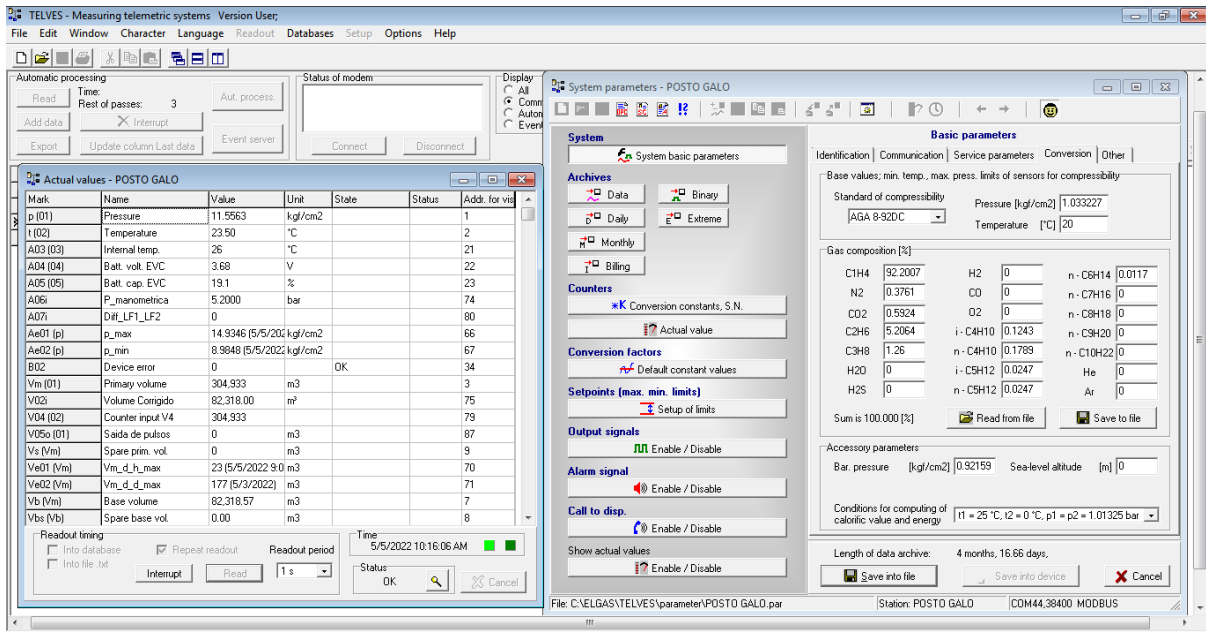 TELVES - Measuring telemetric systems Version User;
File Edit Window Character Language Readout Databases Setup Options Help
Automatic processing
Read
Time:
Rest of passes: 3
Aut. process.
Add data
Interrupt
Export
Update column Last data
Event server
Status of modem
Connect
Disconnect
Display
All
Comm
Auton
Event
Actual values - POSTO GALO
Mark Name Value Unit State Status Addr. for vis
p (01) Pressure 11.5563 kgf/cm2 1
t (02) Temperature 23.50 °C 2
A03 (03) Internal temp. 26 °C 21
A04 (04) Batt. volt. EVC 3.68 V 22
A05 (05) Batt. cap. EVC 19.1 % 23
A06i P_manometrica 5.2000 bar 74
A07i Diff_LF1_LF2 0 80
Ae01 (p) p_max 14.9346 (5/5/202 kgf/cm2 66
Ae02 (p) p_min 8.9848 (5/5/2022 kgf/cm2 67
B02 Device error 0 OK 34
Vm (01) Primary volume 304,933 m3 3
V02i Volume Corrigido 82,318.00 m³ 75
V04 (02) Counter input V4 304,933 79
V05o (01) Saida de pulsos 0 m3 87
Vs (Vm) Spare prim. vol. 0 m3 9
Ve01 (Vm) Vm_d_h_max 23 (5/5/2022 9:0 m3 70
Ve02 (Vm) Vm_d_d_max 177 (5/3/2022) m3 71
Vb (Vm) Base volume 82,318.57 m3 7
Vbs (Vb) Spare base vol. 0.00 m3 8
Readout timing
Into database
Repeat readout
Readout period
Into file .txt
Interrupt
Read
1 s
Time
5/5/2022 10:16:06 AM
Status
OK
Cancel
System parameters - POSTO GALO
System
System basic parameters
Archives
Data
Binary
Daily
Extreme
Monthly
Billing
Counters
Conversion constants, S.N.
Actual value
Conversion factors
Default constant values
Setpoints (max. min. limits)
Setup of limits
Output signals
Enable / Disable
Alarm signal
Enable / Disable
Call to disp.
Enable / Disable
Show actual values
Enable / Disable
Basic parameters
Identification Communication Service parameters Conversion Other
Base values; min. temp., max. press. limits of sensors for compressibility
Standard of compressibility
AGA 8-92DC
Pressure [kgf/cm2] 1.033227
Temperature [°C] 20
Gas composition [%]
C1H4 92.2007 H2 0 n - C6H14 0.0117
N2 0.3761 CO 0 n - C7H16 0
CO2 0.5924 O2 0 n - C8H18 0
C2H6 5.2064 i - C4H10 0.1243 n - C9H20 0
C3H8 1.26 n - C4H10 0.1789 n - C10H22 0
H2O 0 i - C5H12 0.0247 He 0
H2S 0 n - C5H12 0.0247 Ar 0
Sum is 100.000 [%]
Read from file
Save to file
Accessory parameters
Bar. pressure [kgf/cm2] 0.92159 Sea-level altitude [m] 0
Conditions for computing of
calorific value and energy
t1 = 25 °C, t2 = 0 °C, p1 = p2 = 1.01325 bar
Length of data archive: 4 months, 16.66 days,
Save into file
Save into device
Cancel
File: C:\ELGAS\TELVES\parameter\POSTO GALO.par
Station: POSTO GALO
COM44,38400 MODBUS